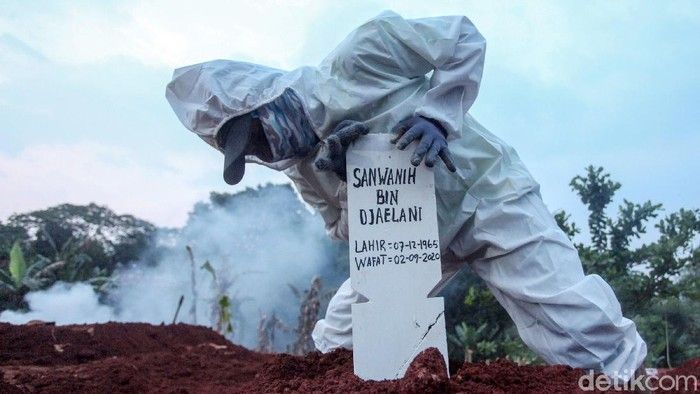 SANWANIH
BIN
DJAELANI
LAHIR=07-12-1965
WAFAT=02-09-2020
detikcom